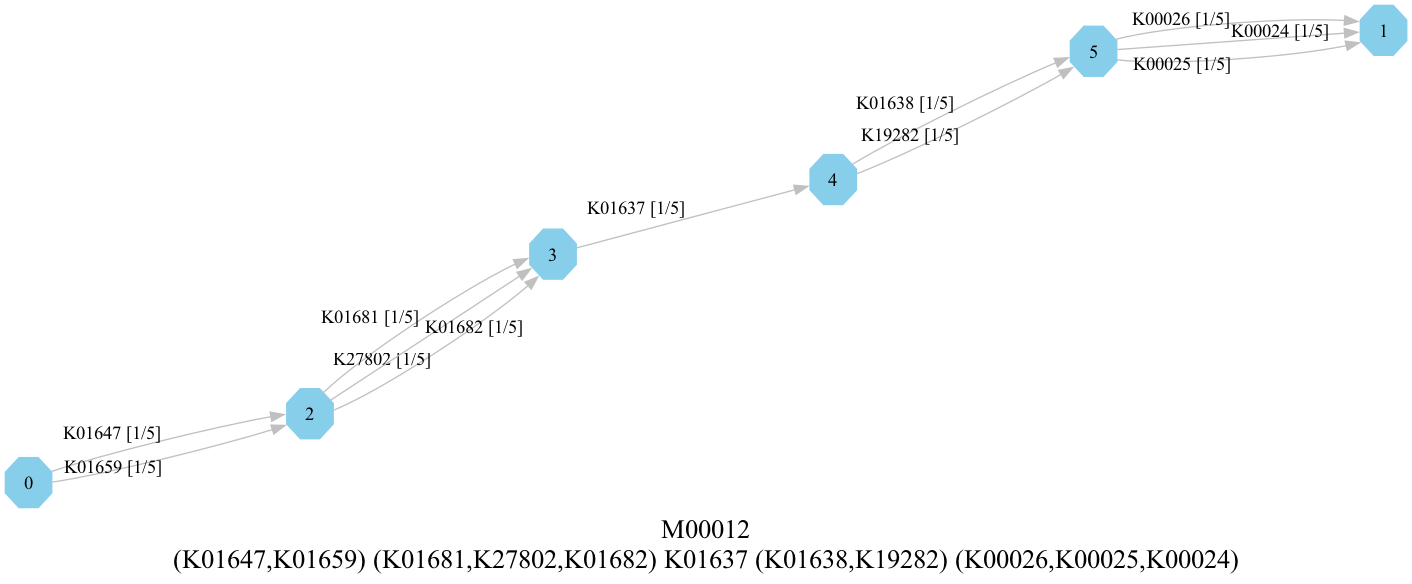 K00026 [1/5]
1
K00024 [1/5]
5
K00025 [1/5]
K01638 [1/5]
K19282 [1/5]
4
K01637 [1/5]
3
K01681 [1/5]
K01682 [1/5]
K27802 [1/5]
2
K01647 [1/5]
K01659 [1/5]
0
M00012
(K01647,K01659) (K01681,K27802,K01682) K01637 (K01638,K19282) (K00026,K00025,K00024)